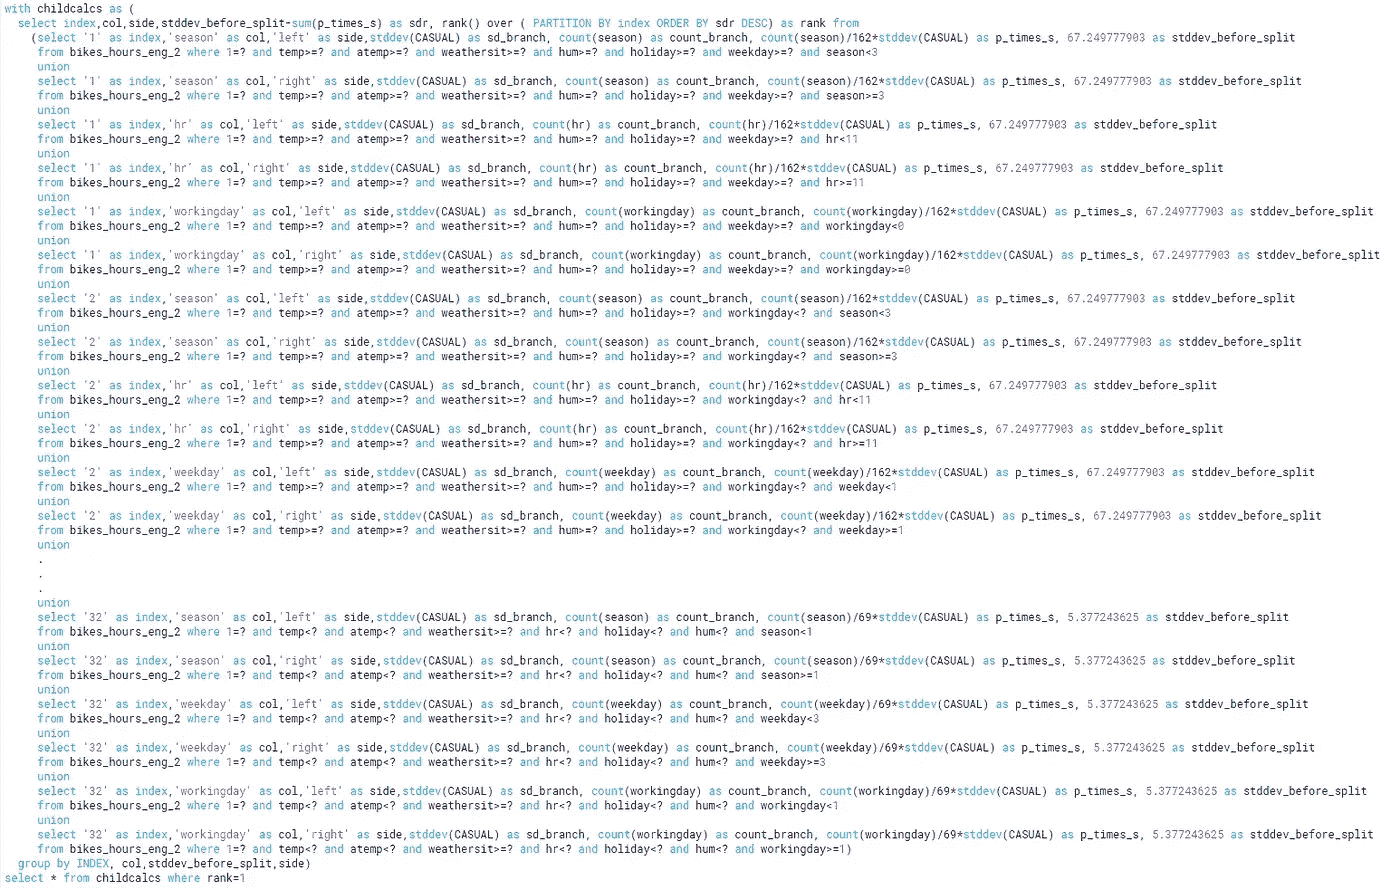 with childcalcs as (
select index,col,side,stddev_before_split-sum(p_times_s) as sdr, rank() over ( PARTITION BY index ORDER BY sdr DESC) as rank from
(select '1' as index,'season' as col,'left' as side,stddev(CASUAL) as sd_branch, count(season) as count_branch, count(season)/162*stddev(CASUAL) as p_times_s, 67.249777903 as stddev_before_split
from bikes_hours_eng_2 where 1=? and temp>=? and atemp>=? and weathersit>=? and hum>=? and holiday>=? and weekday>=? and season<3
union
select '1' as index,'season' as col,'right' as side,stddev(CASUAL) as sd_branch, count(season) as count_branch, count(season)/162*stddev(CASUAL) as p_times_s, 67.249777903 as stddev_before_split
from bikes_hours_eng_2 where 1=? and temp>=? and atemp>=? and weathersit>=? and hum>=? and holiday>=? and weekday>=? and season>=3
union
select '1' as index,'hr' as col,'left' as side,stddev(CASUAL) as sd_branch, count(hr) as count_branch, count(hr)/162*stddev(CASUAL) as p_times_s, 67.249777903 as stddev_before_split
from bikes_hours_eng_2 where 1=? and temp>=? and atemp>=? and weathersit>=? and hum>=? and holiday>=? and weekday>=? and hr<11
union
select '1' as index,'hr' as col,'right' as side,stddev(CASUAL) as sd_branch, count(hr) as count_branch, count(hr)/162*stddev(CASUAL) as p_times_s, 67.249777903 as stddev_before_split
from bikes_hours_eng_2 where 1=? and temp>=? and atemp>=? and weathersit>=? and hum>=? and holiday>=? and weekday>=? and hr>=11
union
select '1' as index,'workingday' as col,'left' as side,stddev(CASUAL) as sd_branch, count(workingday) as count_branch, count(workingday)/162*stddev(CASUAL) as p_times_s, 67.249777903 as stddev_before_split
from bikes_hours_eng_2 where 1=? and temp>=? and atemp>=? and weathersit>=? and hum>=? and holiday>=? and weekday>=? and workingday<0
union
select '1' as index,'workingday' as col,'right' as side,stddev(CASUAL) as sd_branch, count(workingday) as count_branch, count(workingday)/162*stddev(CASUAL) as p_times_s, 67.249777903 as stddev_before_split
from bikes_hours_eng_2 where 1=? and temp>=? and atemp>=? and weathersit>=? and hum>=? and holiday>=? and weekday>=? and workingday>=0
union
select '2' as index,'season' as col,'left' as side,stddev(CASUAL) as sd_branch, count(season) as count_branch, count(season)/162*stddev(CASUAL) as p_times_s, 67.249777903 as stddev_before_split
from bikes_hours_eng_2 where 1=? and temp>=? and atemp>=? and weathersit>=? and hum>=? and holiday>=? and workingday<? and season<3
union
select '2' as index,'season' as col,'right' as side,stddev(CASUAL) as sd_branch, count(season) as count_branch, count(season)/162*stddev(CASUAL) as p_times_s, 67.249777903 as stddev_before_split
from bikes_hours_eng_2 where 1=? and temp>=? and atemp>=? and weathersit>=? and hum>=? and holiday>=? and workingday<? and season>=3
union
select '2' as index,'hr' as col,'left' as side,stddev(CASUAL) as sd_branch, count(hr) as count_branch, count(hr)/162*stddev(CASUAL) as p_times_s, 67.249777903 as stddev_before_split
from bikes_hours_eng_2 where 1=? and temp>=? and atemp>=? and weathersit>=? and hum>=? and holiday>=? and workingday<? and hr<11
union
select '2' as index,'hr' as col,'right' as side,stddev(CASUAL) as sd_branch, count(hr) as count_branch, count(hr)/162*stddev(CASUAL) as p_times_s, 67.249777903 as stddev_before_split
from bikes_hours_eng_2 where 1=? and temp>=? and atemp>=? and weathersit>=? and hum>=? and holiday>=? and workingday<? and hr>=11
union
select '2' as index,'weekday' as col,'left' as side,stddev(CASUAL) as sd_branch, count(weekday) as count_branch, count(weekday)/162*stddev(CASUAL) as p_times_s, 67.249777903 as stddev_before_split
from bikes_hours_eng_2 where 1=? and temp>=? and atemp>=? and weathersit>=? and hum>=? and holiday>=? and workingday<? and weekday<1
union
select '2' as index,'weekday' as col,'right' as side,stddev(CASUAL) as sd_branch, count(weekday) as count_branch, count(weekday)/162*stddev(CASUAL) as p_times_s, 67.249777903 as stddev_before_split
from bikes_hours_eng_2 where 1=? and temp>=? and atemp>=? and weathersit>=? and hum>=? and holiday>=? and workingday<? and weekday>=1
union
.
.
.
union
select '32' as index,'season' as col,'left' as side,stddev(CASUAL) as sd_branch, count(season) as count_branch, count(season)/69*stddev(CASUAL) as p_times_s, 5.377243625 as stddev_before_split
from bikes_hours_eng_2 where 1=? and temp<? and atemp<? and weathersit>=? and hr<? and holiday<? and hum<? and season<1
union
select '32' as index,'season' as col,'right' as side,stddev(CASUAL) as sd_branch, count(season) as count_branch, count(season)/69*stddev(CASUAL) as p_times_s, 5.377243625 as stddev_before_split
from bikes_hours_eng_2 where 1=? and temp<? and atemp<? and weathersit>=? and hr<? and holiday<? and hum<? and season>=1
union
select '32' as index,'weekday' as col,'left' as side,stddev(CASUAL) as sd_branch, count(weekday) as count_branch, count(weekday)/69*stddev(CASUAL) as p_times_s, 5.377243625 as stddev_before_split
from bikes_hours_eng_2 where 1=? and temp<? and atemp<? and weathersit>=? and hr<? and holiday<? and hum<? and weekday<3
union
select '32' as index,'weekday' as col,'right' as side,stddev(CASUAL) as sd_branch, count(weekday) as count_branch, count(weekday)/69*stddev(CASUAL) as p_times_s, 5.377243625 as stddev_before_split
from bikes_hours_eng_2 where 1=? and temp<? and atemp<? and weathersit>=? and hr<? and holiday<? and hum<? and weekday>=3
union
select '32' as index,'workingday' as col,'left' as side,stddev(CASUAL) as sd_branch, count(workingday) as count_branch, count(workingday)/69*stddev(CASUAL) as p_times_s, 5.377243625 as stddev_before_split
from bikes_hours_eng_2 where 1=? and temp<? and atemp<? and weathersit>=? and hr<? and holiday<? and hum<? and workingday<1
union
select '32' as index,'workingday' as col,'right' as side,stddev(CASUAL) as sd_branch, count(workingday) as count_branch, count(workingday)/69*stddev(CASUAL) as p_times_s, 5.377243625 as stddev_before_split
from bikes_hours_eng_2 where 1=? and temp<? and atemp<? and weathersit>=? and hr<? and holiday<? and hum<? and workingday>=1)
group by INDEX, col,stddev_before_split,side)
select * from childcalcs where rank=1